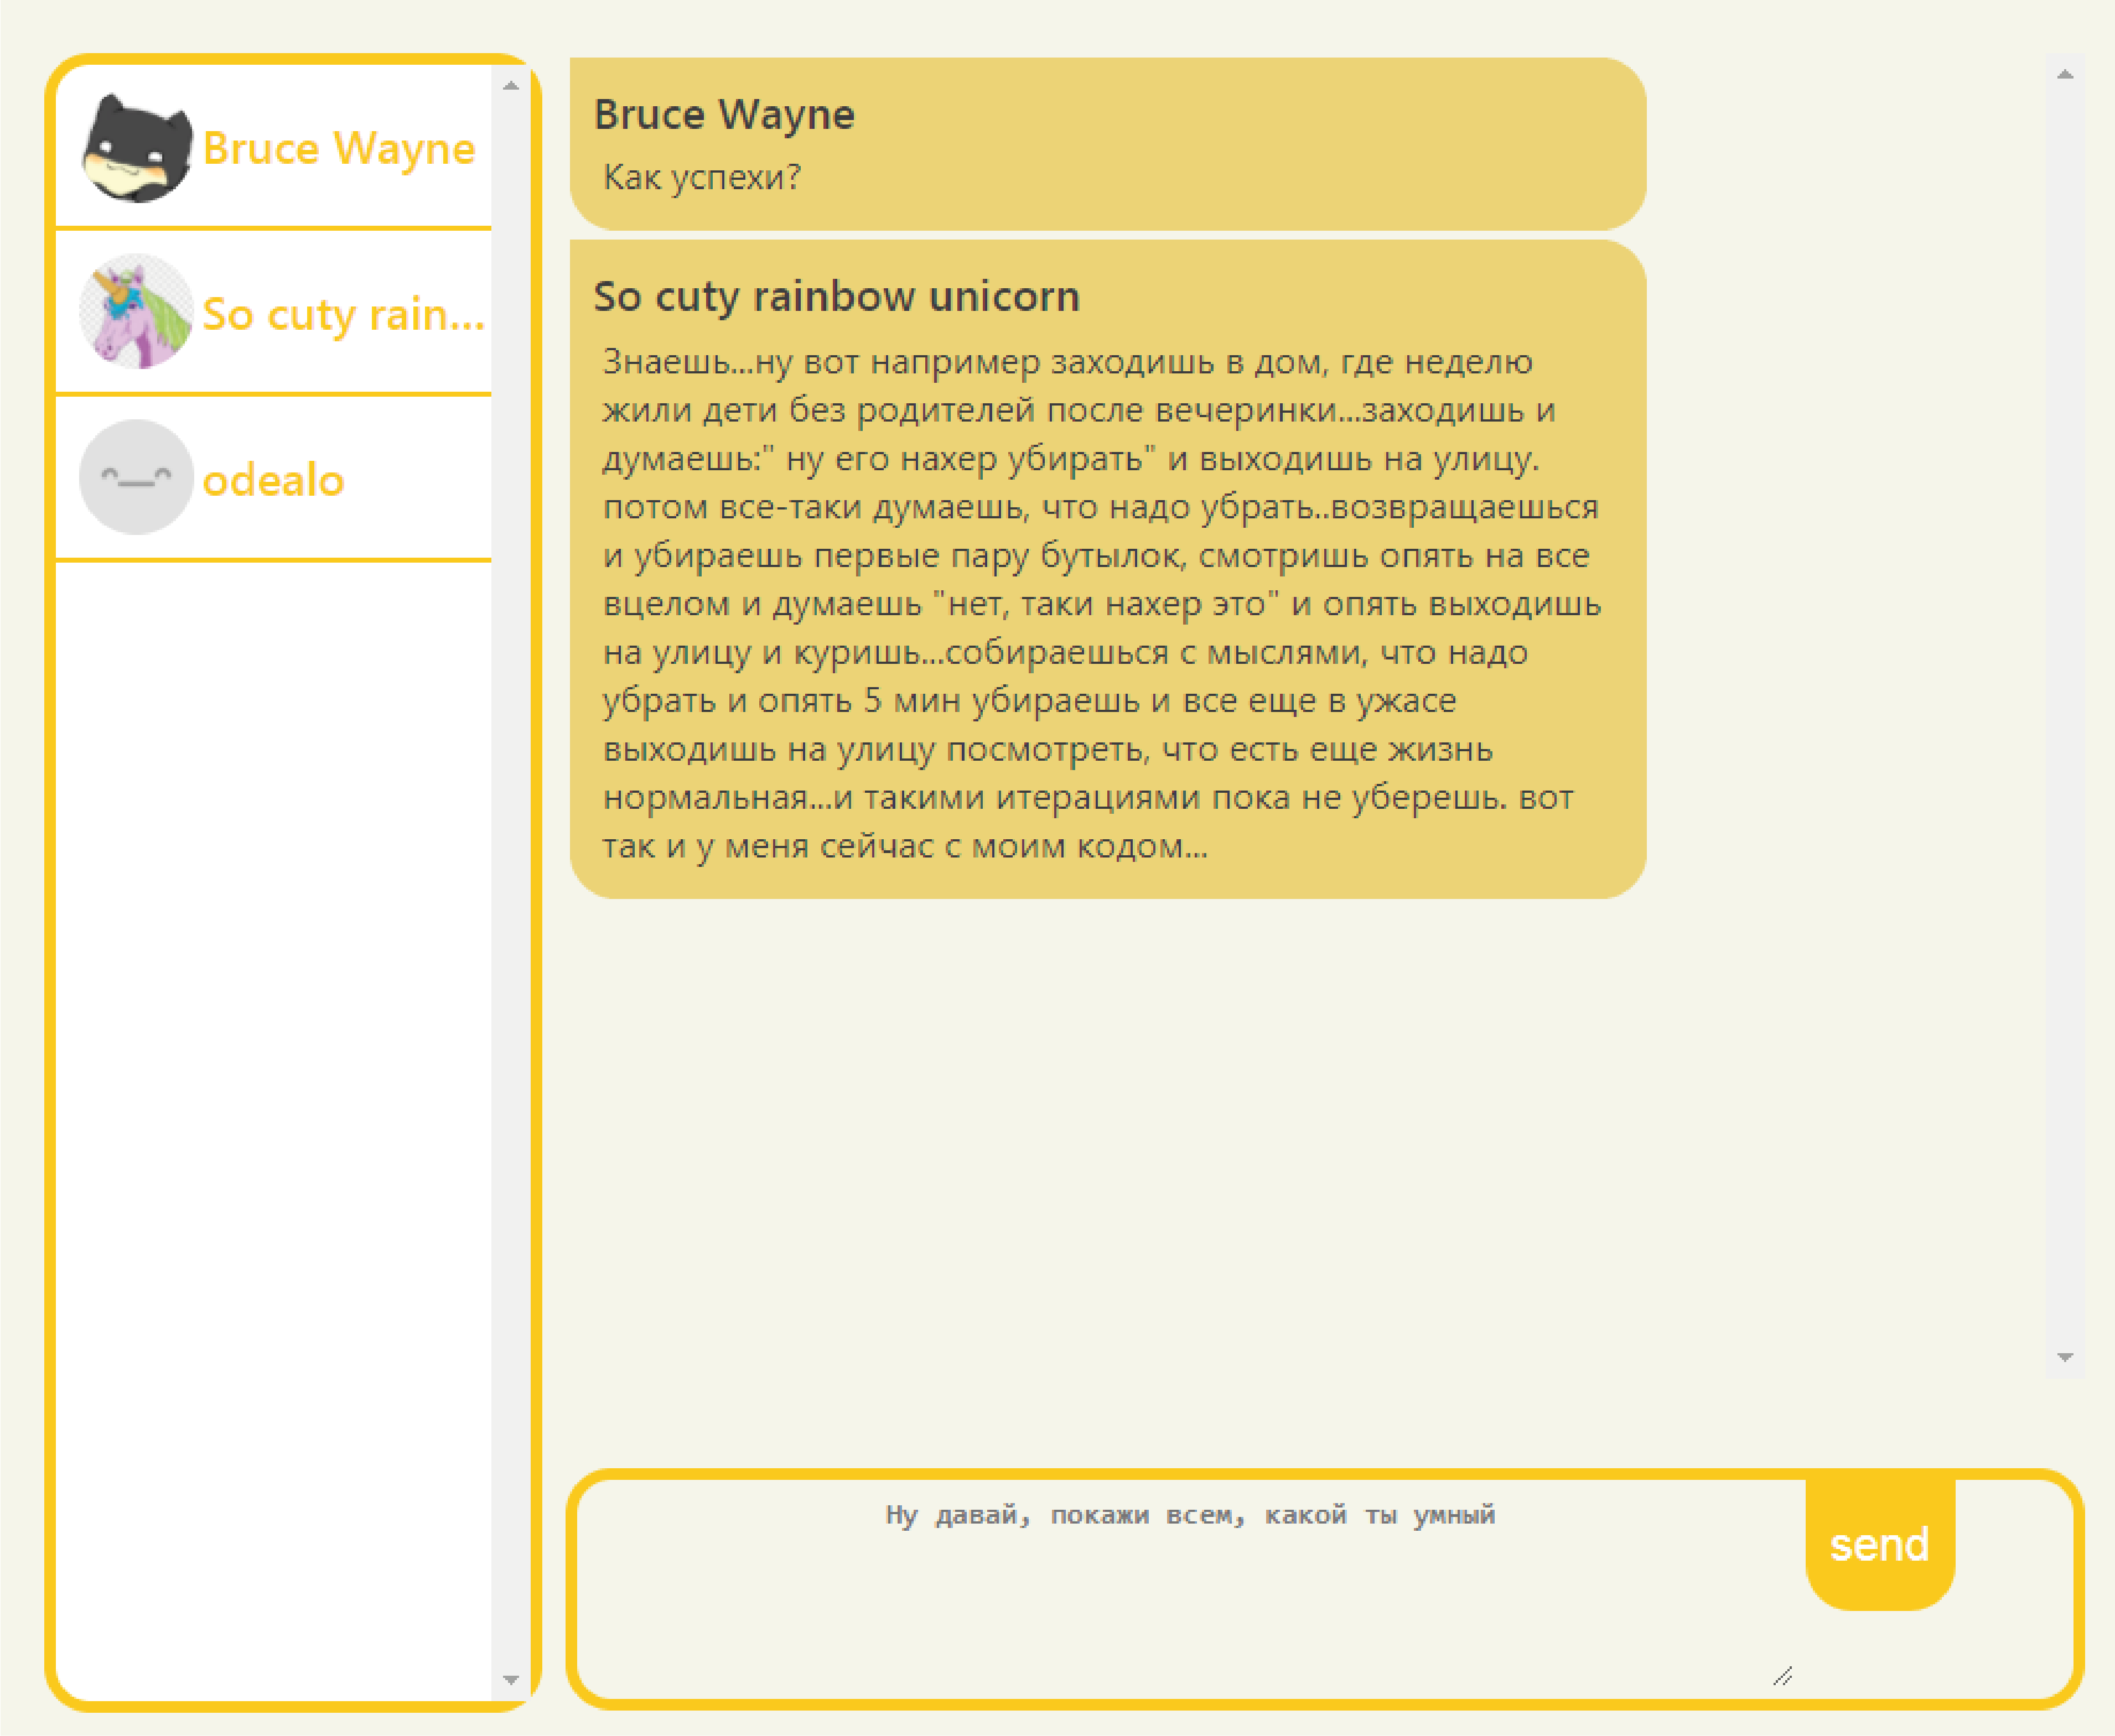 Bruce Wayne
So cuty rain...
odealo
Bruce Wayne
Как успехи?
So cuty rainbow unicorn
Знаешь...ну вот например заходишь в дом, где неделю
жили дети без родителей после вечеринки...заходишь и
думаешь:" ну его нахер убирать" и выходишь на улицу.
потом все-таки думаешь, что надо убрать..возвращаешься
и убираешь первые пару бутылок, смотришь опять на все
вцелом и думаешь "нет, таки нахер это" и опять выходишь
на улицу и куришь...собираешься с мыслями, что надо
убрать и опять 5 мин убираешь и все еще в ужасе
выходишь на улицу посмотреть, что есть еще жизнь
нормальная...и такими итерациями пока не уберешь. вот
так и у меня сейчас с моим кодом...
Ну давай, покажи всем, какой ты умный
send